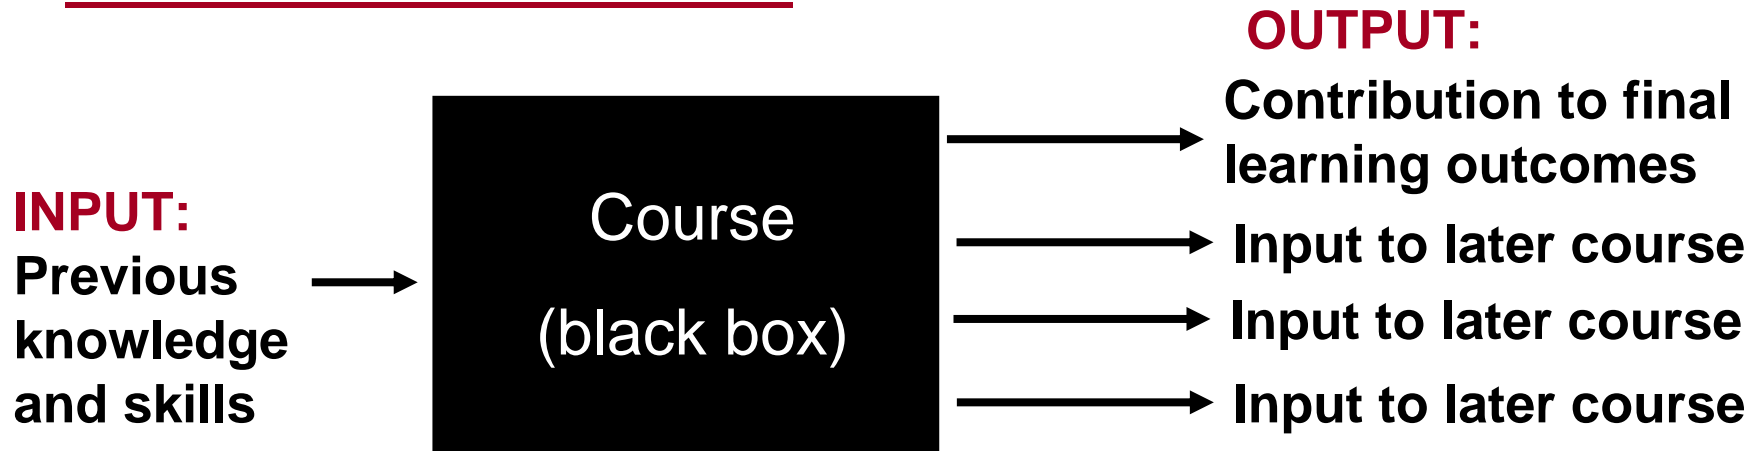 INPUT:
Previous
knowledge
and skills
Course
(black box)
OUTPUT:
Contribution to final
learning outcomes
Input to later course
Input to later course
Input to later course